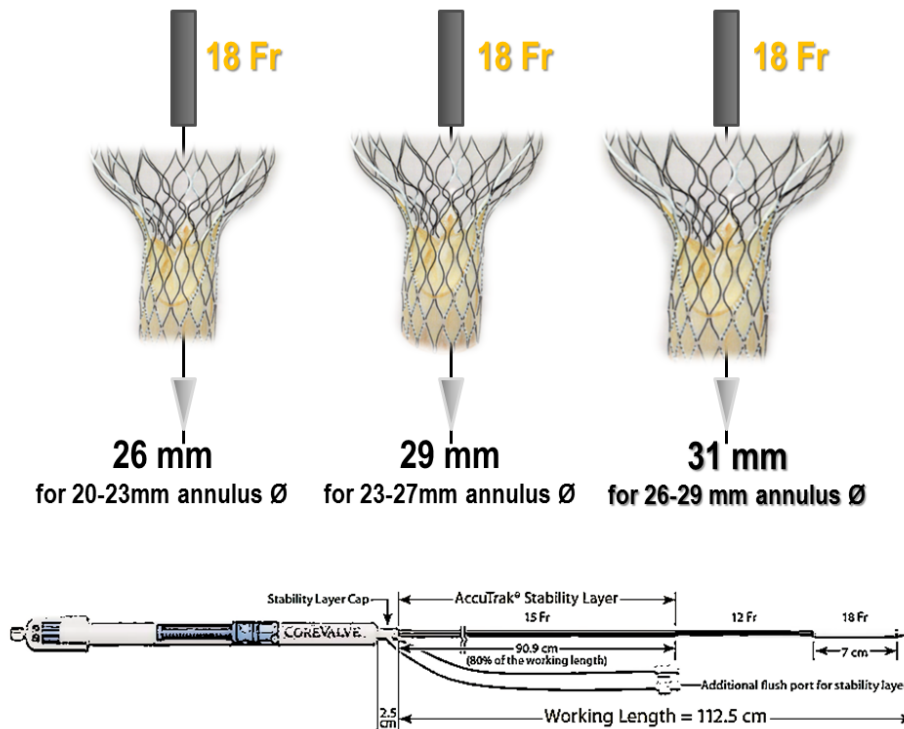 18 Fr
18 Fr
18 Fr
26 mm
for 20-23mm annulus Ø
29 mm
for 23-27mm annulus Ø
31 mm
for 26-29 mm annulus Ø
Stability Layer Cap
AccuTrak® Stability Layer
15 Fr
12 Fr
18 Fr
COREVALVE
90.9 cm
(80% of the working length)
7 cm
Additional flush port for stability laye
2.5
cm
Working Length = 112.5 cm